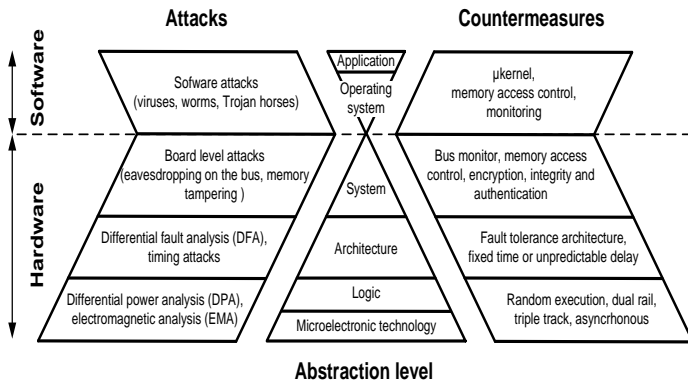 Attacks
Countermeasures
Software
Sofware attacks
(viruses, worms, Trojan horses)
Application
Operating
system
µkernel,
memory access control,
monitoring
Hardware
Board level attacks
(eavesdropping on the bus, memory
tampering )
System
Bus monitor, memory access
control, encryption, integrity and
authentication
Differential fault analysis (DFA),
timing attacks
Architecture
Fault tolerance architecture,
fixed time or unpredictable delay
Differential power analysis (DPA),
electromagnetic analysis (EMA)
Logic
Microelectronic technology
Random execution, dual rail,
triple track, asyncrhonous
Abstraction level